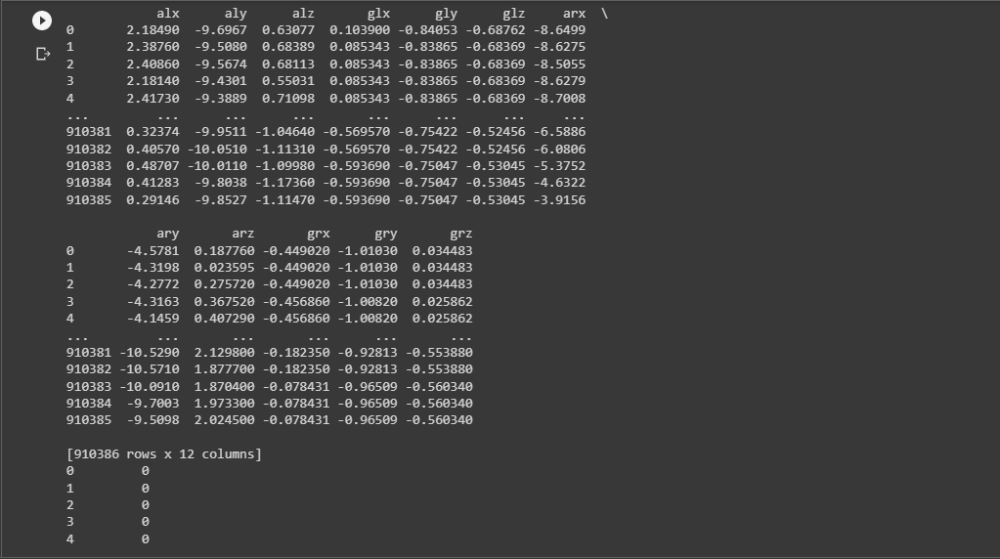 alx aly alz glx gly glz arx \
0 2.18490 -9.6967 0.63077 0.103900 -0.84053 -0.68762 -8.6499
1 2.38760 -9.5080 0.68389 0.085343 -0.83865 -0.68369 -8.6275
2 2.40860 -9.5674 0.68113 0.085343 -0.83865 -0.68369 -8.5055
3 2.18140 -9.4301 0.55031 0.085343 -0.83865 -0.68369 -8.6279
4 2.41730 -9.3889 0.71098 0.085343 -0.83865 -0.68369 -8.7008
... ... ... ... ... ... ... ...
910381 0.32374 -9.9511 -1.04640 -0.569570 -0.75422 -0.52456 -6.5886
910382 0.40570 -10.0510 -1.11310 -0.569570 -0.75422 -0.52456 -6.0806
910383 0.48707 -10.0110 -1.09980 -0.593690 -0.75047 -0.53045 -5.3752
910384 0.41283 -9.8038 -1.17360 -0.593690 -0.75047 -0.53045 -4.6322
910385 0.29146 -9.8527 -1.11470 -0.593690 -0.75047 -0.53045 -3.9156
ary arz grx gry grz
0 -4.5781 0.187760 -0.449020 -1.01030 0.034483
1 -4.3198 0.023595 -0.449020 -1.01030 0.034483
2 -4.2772 0.275720 -0.449020 -1.01030 0.034483
3 -4.3163 0.367520 -0.456860 -1.00820 0.025862
4 -4.1459 0.407290 -0.456860 -1.00820 0.025862
... ... ... ... ... ...
910381 -10.5290 2.129800 -0.182350 -0.92813 -0.553880
910382 -10.5710 1.877700 -0.182350 -0.92813 -0.553880
910383 -10.0910 1.870400 -0.078431 -0.96509 -0.560340
910384 -9.7003 1.973300 -0.078431 -0.96509 -0.560340
910385 -9.5098 2.024500 -0.078431 -0.96509 -0.560340
[910386 rows x 12 columns]
0 0
1 0
2 0
3 0
4 0